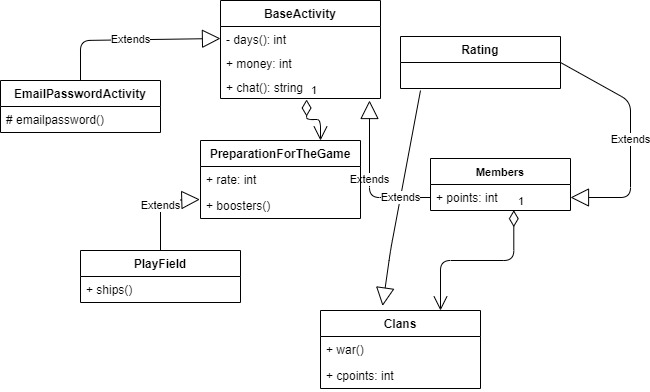 BaseActivity
- days(): int
+ money: int
+ chat(): string
1
Extends
EmailPasswordActivity
# emailpassword()
Rating
Extends
PreparationForTheGame
+ rate: int
+ boosters()
Extends
Extends
Members
+ points: int
1
Extends
PlayField
+ ships()
Clans
+ war()
+ cpoints: int